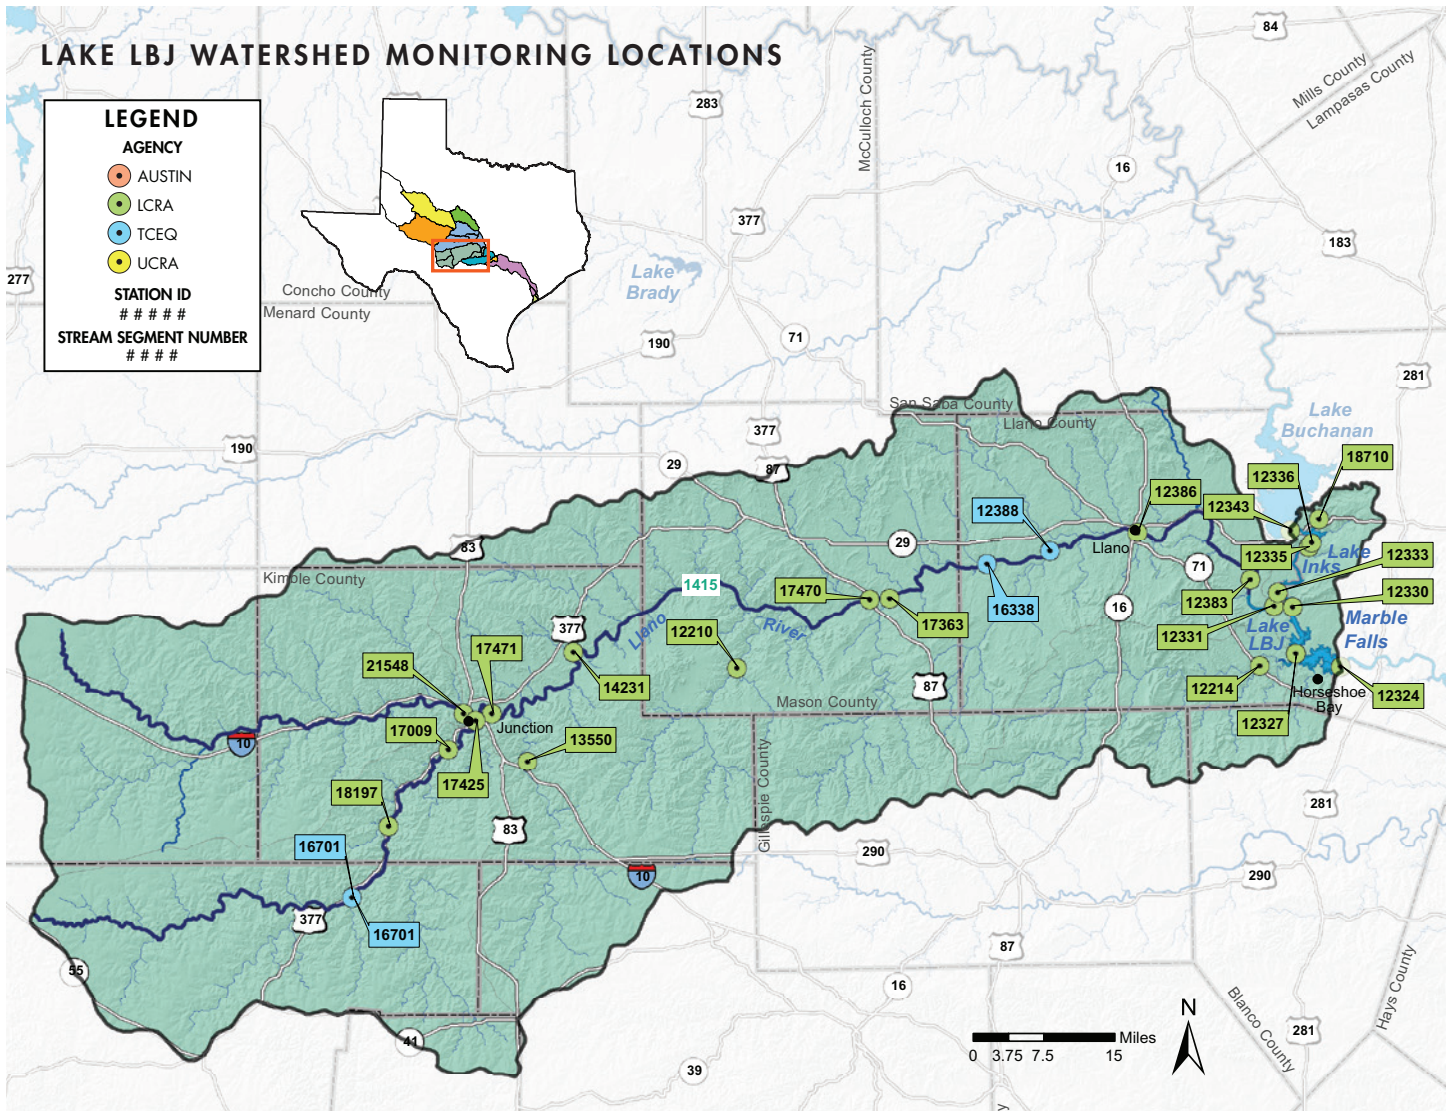 LAKE LBJ WATERSHED MONITORING LOCATIONS
LEGEND
AGENCY
AUSTIN
LCRA
TCEQ
UCRA
STATION ID
# # # # #
STREAM SEGMENT NUMBER
# # # #
84
Mills County
Lampasas County
McCulloch County
283
16
377
183
277
Lake
Brady
Concho County
Menard County
190
71
281
San Saba County
Llano County
Lake
Buchanan
377
190
29
87
18710
12336
12386
12343
12388
29
Llano
12335
Lake
Inks
12333
83
Kimble County
71
1415
17470
12383
12330
16338
16
377
Llano
River
12210
17363
12331
Lake
LBJ
Marble
Falls
17471
21548
14231
87
12214
12324
Mason County
Horseshoe
Bay
17009
Junction
12327
10
13550
17425
Gillespie County
18197
281
83
16701
290
290
10
377
16701
87
55
16
Blanco County
Hays County
N
41
281
Miles
0
3.75
7.5
15
39
y